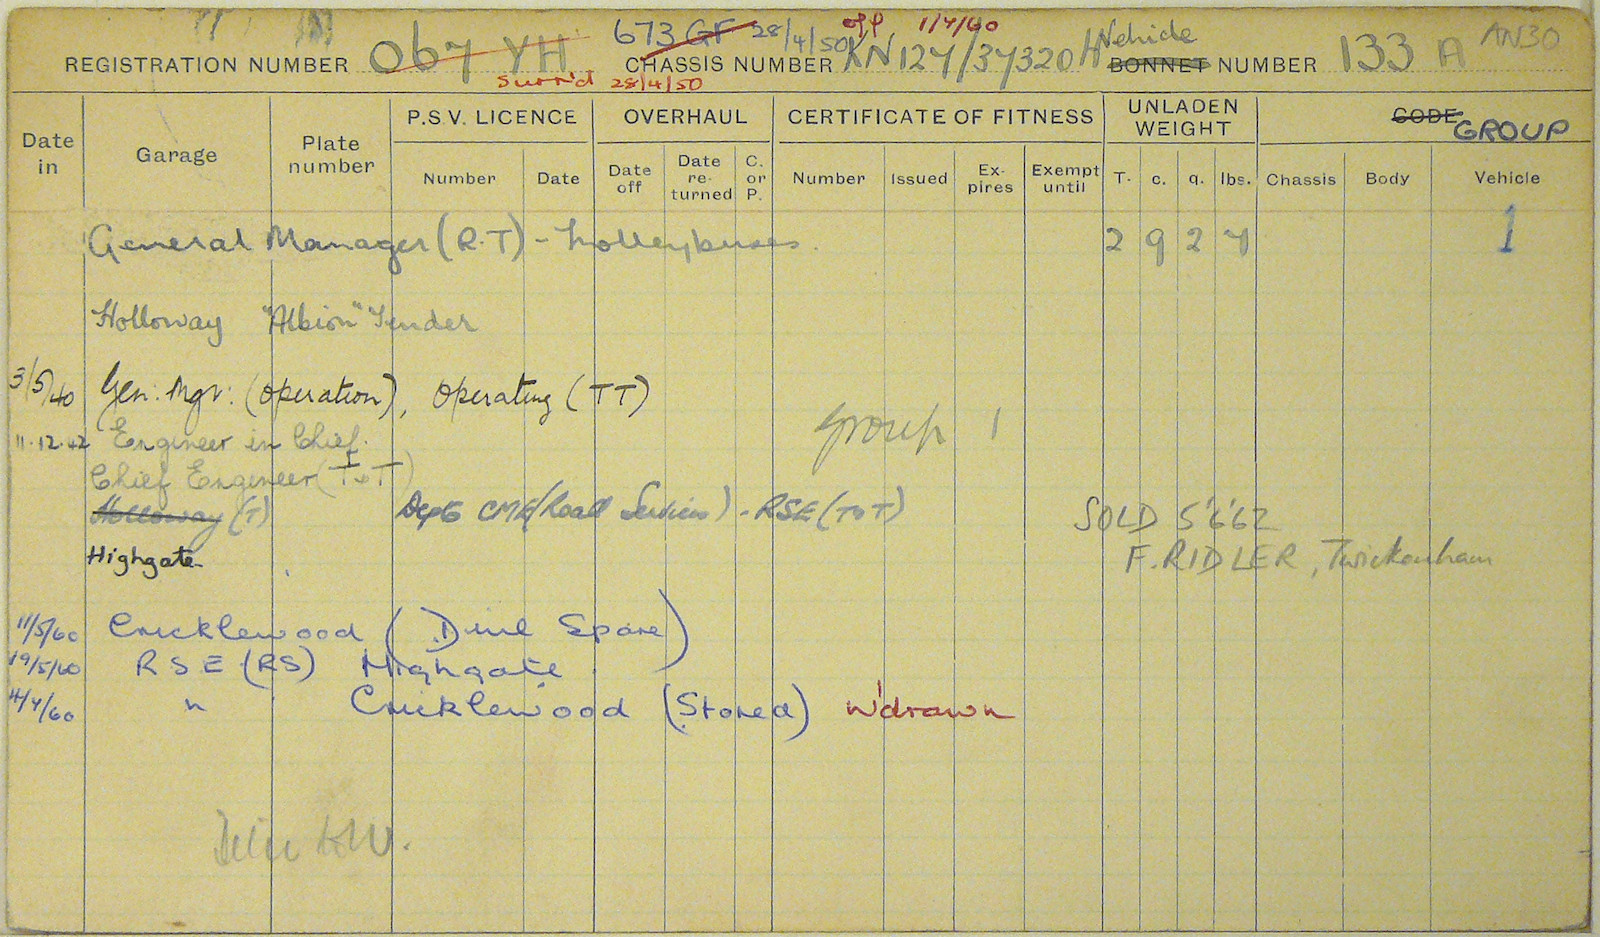 673 GF 28/4/50 off 1/7/60
REGISTRATION NUMBER 067 YH CHASSIS NUMBER KN127/37320H Vehicle BONNET NUMBER 133 A AN30
Surr'd 28/4/50
Date in Garage Plate number P.S.V. LICENCE OVERHAUL CERTIFICATE OF FITNESS UNLADEN WEIGHT CODE GROUP
Number Date Date off Date re-turned C. or P. Number Issued Ex-pires Exempt until T. c. q. lbs. Chassis Body Vehicle
General Manager (R.T) - Trolleybuses. 2 9 2 7 1
Holloway "Albion" Tender
3/5/40 Gen: Mgr: (Operation), Operating (TT)
11.12.42 Engineer in Chief. Group 1
Chief Engineer (T&T)
Holloway (T) Dept CME (Road Services) - RSE (T&T) SOLD 5'6'62
Highgate F. RIDLER, Twickenham
11/5/60 Cricklewood ( Spare)
19/5/60 RSE (RS) Highgate
4/7/60 " Cricklewood (Stored) W'drawn